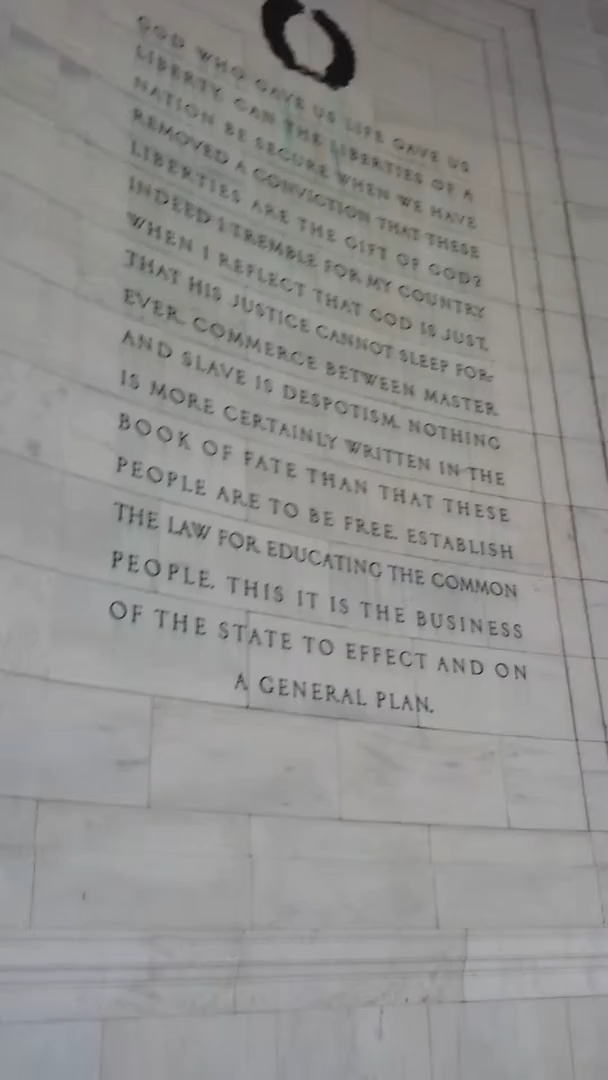 GOD WHO GAVE US LIFE GAVE US
LIBERTY. CAN THE LIBERTIES OF A
NATION BE SECURE WHEN WE HAVE
REMOVED A CONVICTION THAT THESE
LIBERTIES ARE THE GIFT OF GOD?
INDEED I TREMBLE FOR MY COUNTRY
WHEN I REFLECT THAT GOD IS JUST,
THAT HIS JUSTICE CANNOT SLEEP FOR-
EVER. COMMERCE BETWEEN MASTER
AND SLAVE IS DESPOTISM. NOTHING
IS MORE CERTAINLY WRITTEN IN THE
BOOK OF FATE THAN THAT THESE
PEOPLE ARE TO BE FREE. ESTABLISH
THE LAW FOR EDUCATING THE COMMON
PEOPLE. THIS IT IS THE BUSINESS
OF THE STATE TO EFFECT AND ON
A GENERAL PLAN.